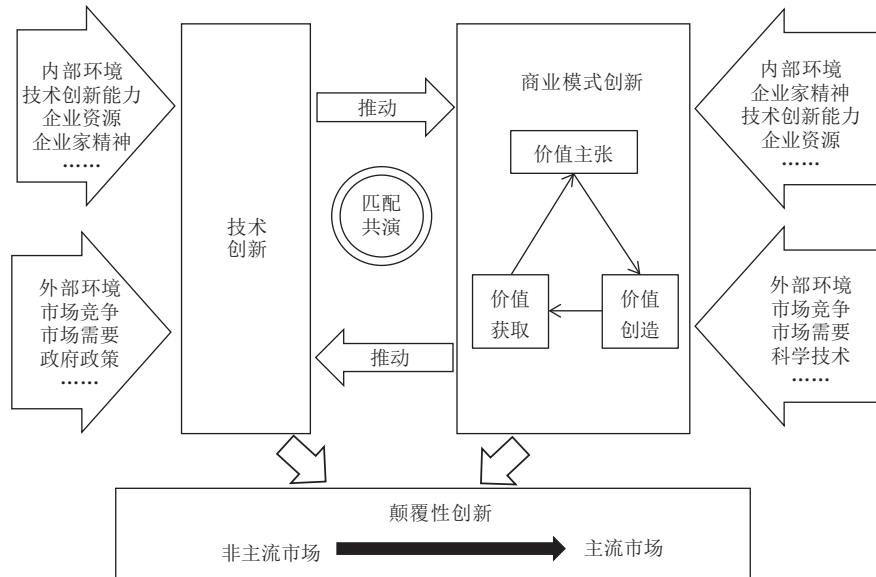 内部环境
技术创新能力
企业资源
企业家精神
……
外部环境
市场竞争
市场需要
政府政策
……
技术
创新
推动
匹配
共演
推动
商业模式创新
价值主张
价值
获取
价值
创造
内部环境
企业家精神
技术创新能力
企业资源
……
外部环境
市场竞争
市场需要
科学技术
……
颠覆性创新
非主流市场
主流市场